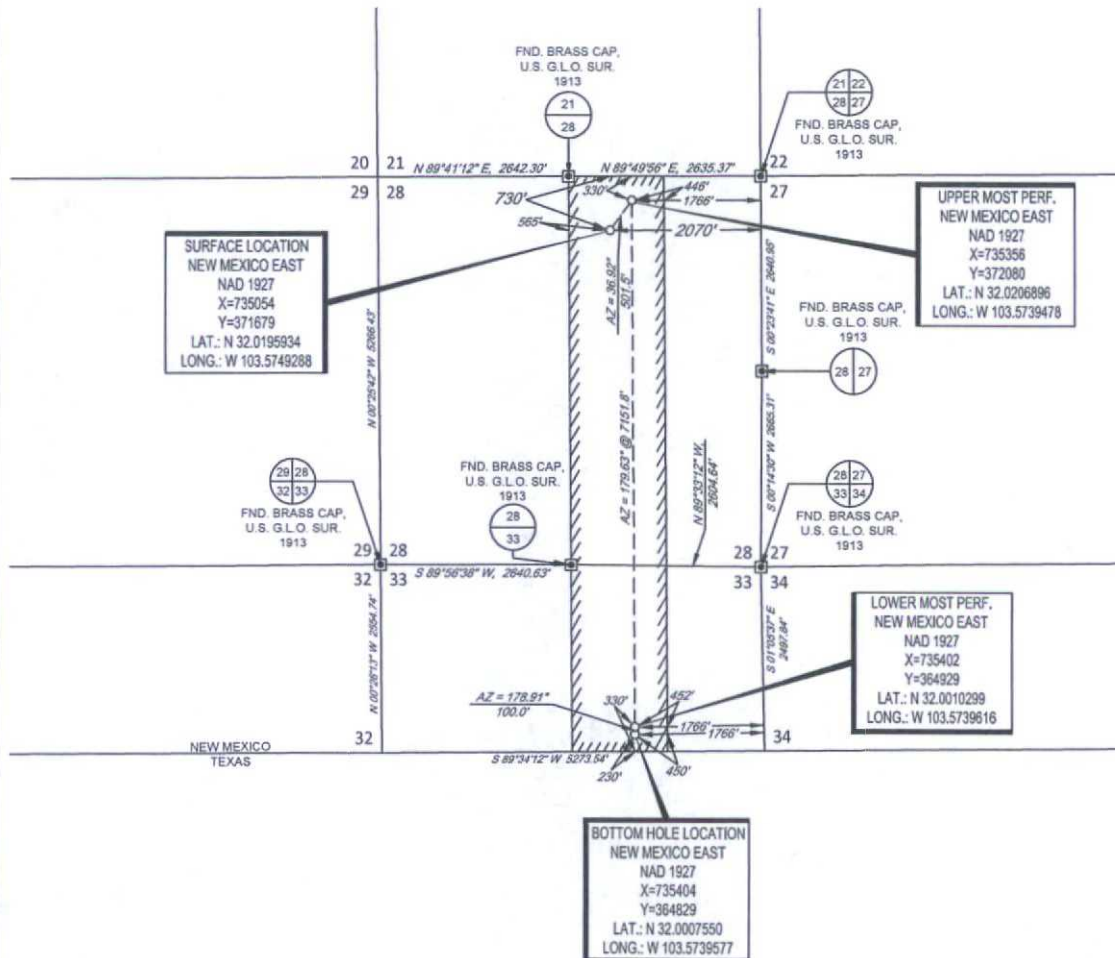 FND. BRASS CAP,
U.S. G.L.O. SUR.
1913
21
28
21 22
28 27
FND. BRASS CAP,
U.S. G.L.O. SUR.
1913
20 21
N 89°41'12" E, 2642.30'
N 89°49'56" E, 2635.37'
22
29 28
27
330'
446'
1766'
730'
565'
2070'
UPPER MOST PERF.
NEW MEXICO EAST
NAD 1927
X=735356
Y=372080
LAT.: N 32.0206896
LONG.: W 103.5739478
SURFACE LOCATION
NEW MEXICO EAST
NAD 1927
X=735054
Y=371679
LAT.: N 32.0195934
LONG.: W 103.5749288
AZ = 36.92°
501.5'
S 00°23'41" E 2640.95'
N 00°25'42" W 5266.43'
FND. BRASS CAP,
U.S. G.L.O. SUR.
1913
28 27
AZ = 179.63° @ 7151.8'
S 00°14'30" W 2665.31'
N 89°33'12" W,
2604.64'
29 28
32 33
FND. BRASS CAP,
U.S. G.L.O. SUR.
1913
FND. BRASS CAP,
U.S. G.L.O. SUR.
1913
28
33
28 27
33 34
FND. BRASS CAP,
U.S. G.L.O. SUR.
1913
29 28
28 27
32 33
S 89°56'38" W, 2640.63'
33 34
N 00°26'13" W 2554.74'
S 01°05'37" E
2497.84'
LOWER MOST PERF.
NEW MEXICO EAST
NAD 1927
X=735402
Y=364929
LAT.: N 32.0010299
LONG.: W 103.5739616
AZ = 178.91°
100.0'
330'
452'
1766'
1766'
32
34
NEW MEXICO
TEXAS
S 89°34'12" W 5273.54'
230'
450'
BOTTOM HOLE LOCATION
NEW MEXICO EAST
NAD 1927
X=735404
Y=364829
LAT.: N 32.0007550
LONG.: W 103.5739577